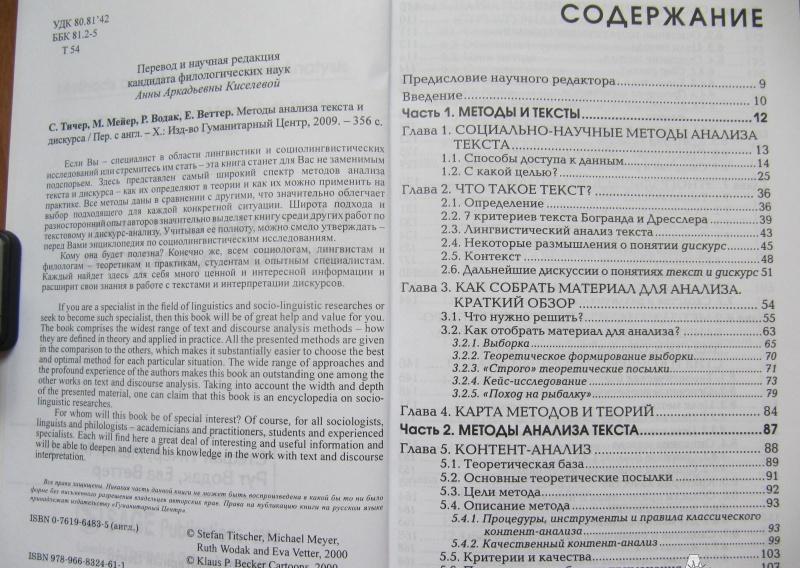 УДК 80.81'42
ББК 81.2-5
Т 54
Перевод и научная редакция
кандидата филологических наук
Анны Аркадьевны Киселевой
С. Тичер, М. Мейер, Р. Водак, Е. Веттер. Методы анализа текста и
дискурса / Пер. с англ. – Х.: Изд-во Гуманитарный Центр, 2009. – 356 с.
Если Вы – специалист в области лингвистики и социолингвистических
исследований или стремитесь им стать – эта книга станет для Вас не заменимым
подспорьем. Здесь представлен самый широкий спектр методов анализа
текста и дискурса – как их определяют в теории и как их можно применить на
практике. Все методы даны в сравнении с другими, что значительно облегчает
выбор подходящего для каждой конкретной ситуации. Широта подхода и
разносторонний опыт авторов значительно выделяет книгу среди других работ по
текстовому и дискурс-анализу. Учитывая ее полноту, можно смело утверждать –
перед Вами энциклопедия по социолингвистическим исследованиям.
Кому она будет полезна? Конечно же, всем социологам, лингвистам и
филологам – теоретикам и практикам, студентам и опытным специалистам.
Каждый найдет здесь для себя много ценной и интересной информации и
расширит свои знания в работе с текстами и интерпретации дискурсов.
If you are a specialist in the field of linguistics and socio-linguistic researches or
seek to become such specialist, then this book will be of great help and value for you.
The book comprises the widest range of text and discourse analysis methods – how
they are defined in theory and applied in practice. All the presented methods are given
in the comparison to the others, which makes it substantially easier to choose the best
and optimal method for each particular situation. The wide range of approaches and
the profound experience of the authors makes this book an outstanding one among the
other works on text and discourse analysis. Taking into account the width and depth
of the presented material, one can claim that this book is an encyclopedia on socio-
linguistic researches.
For whom will this book be of special interest? Of course, for all sociologists,
linguists and philologists – academicians and practitioners, students and experienced
specialists. Each will find here a great deal of interesting and useful information and
will be able to deepen and extend his knowledge in the work with text and discourse
interpretation.
Все права защищены. Никакая часть данной книги не может быть воспроизведена в какой бы то ни было
форме без письменного разрешения владельцев авторских прав. Права на публикацию книги на русском языке
принадлежат издательству «Гуманитарный Центр».
ISBN 0-7619-6483-5 (англ.)
© Stefan Titscher, Michael Meyer,
Ruth Wodak and Eva Vetter, 2000
© Klaus P. Becker Cartoons, 2000
ISBN 978-966-8324-61-1
СОДЕРЖАНИЕ
Предисловие научного редактора 9
Введение 10
Часть 1. МЕТОДЫ И ТЕКСТЫ 12
Глава 1. СОЦИАЛЬНО-НАУЧНЫЕ МЕТОДЫ АНАЛИЗА
ТЕКСТА 13
1.1. Способы доступа к данным 14
1.2. С какой целью? 25
Глава 2. ЧТО ТАКОЕ ТЕКСТ? 36
2.1. Определение 36
2.2. 7 критериев текста Богранда и Дресслера 39
2.3. Лингвистический анализ текста 43
2.4. Некоторые размышления о понятии дискурс 45
2.5. Контекст 48
2.6. Дальнейшие дискуссии о понятиях текст и дискурс 51
Глава 3. КАК СОБРАТЬ МАТЕРИАЛ ДЛЯ АНАЛИЗА.
КРАТКИЙ ОБЗОР 54
3.1. Что нужно решить? 55
3.2. Как отобрать материал для анализа? 63
3.2.1. Выборка 65
3.2.2. Теоретическое формирование выборки 70
3.2.3. «Строго» теоретические посылки 71
3.2.4. Кейс-исследование 73
3.2.5. «Поход на рыбалку» 79
Глава 4. КАРТА МЕТОДОВ И ТЕОРИЙ 84
Часть 2. МЕТОДЫ АНАЛИЗА ТЕКСТА 87
Глава 5. КОНТЕНТ-АНАЛИЗ 88
5.1. Теоретическая база 89
5.2. Основные теоретические посылки 91
5.3. Цели метода 92
5.4. Описание метода 93
5.4.1. Процедуры, инструменты и правила классического
контент-анализа 93
5.4.2. Качественный контент-анализ 99
5.5. Критерии и качества 103